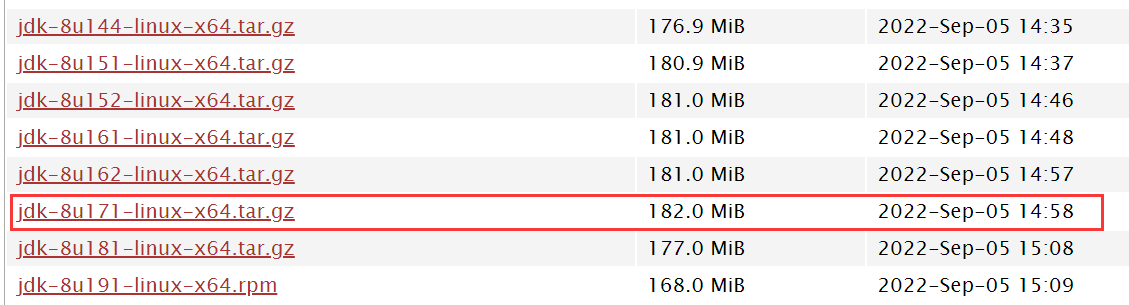 jdk-8u144-linux-x64.tar.gz 176.9 MiB 2022-Sep-05 14:35
jdk-8u151-linux-x64.tar.gz 180.9 MiB 2022-Sep-05 14:37
jdk-8u152-linux-x64.tar.gz 181.0 MiB 2022-Sep-05 14:46
jdk-8u161-linux-x64.tar.gz 181.0 MiB 2022-Sep-05 14:48
jdk-8u162-linux-x64.tar.gz 181.0 MiB 2022-Sep-05 14:57
jdk-8u171-linux-x64.tar.gz 182.0 MiB 2022-Sep-05 14:58
jdk-8u181-linux-x64.tar.gz 177.0 MiB 2022-Sep-05 15:08
jdk-8u191-linux-x64.rpm 168.0 MiB 2022-Sep-05 15:09